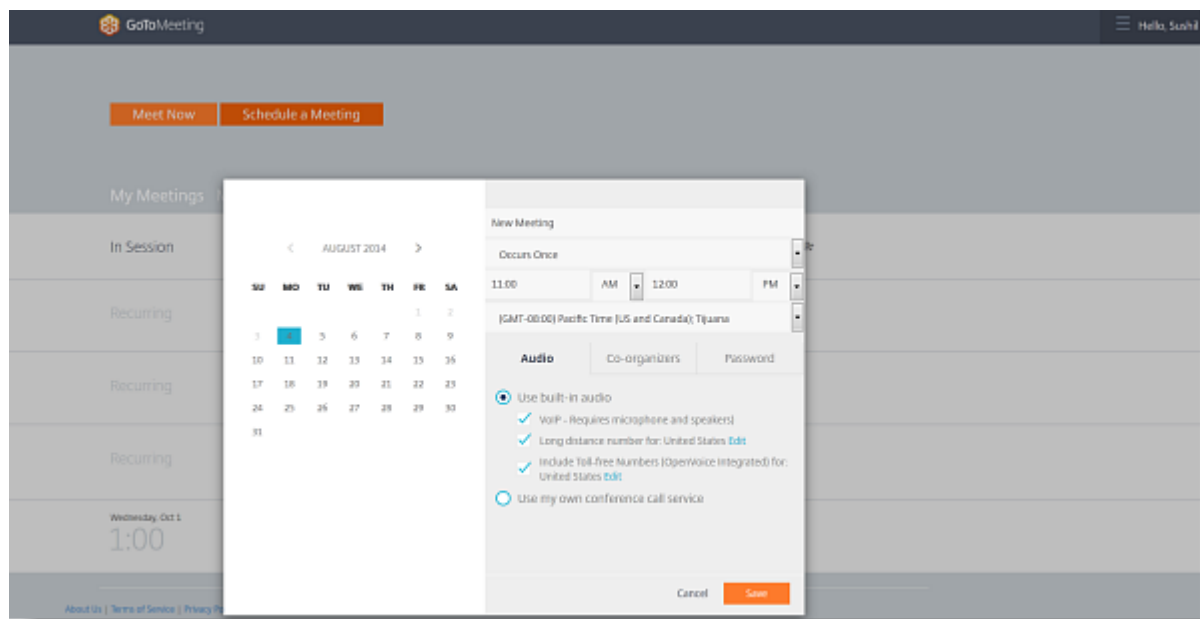 GoToMeeting
Hello, Sushil
Meet Now
Schedule a Meeting
My Meetings
In Session
Recurring
Recurring
Recurring
Wednesday, Oct 1
1:00
About Us | Terms of Service | Privacy
AUGUST 2014
SU MO TU WE TH FR SA
1 2
3 4 5 6 7 8 9
10 11 12 13 14 15 16
17 18 19 20 21 22 23
24 25 26 27 28 29 30
31
New Meeting
Occurs Once
11:00 AM 12:00 PM
(GMT-08:00) Pacific Time (US and Canada); Tijuana
Audio Co-organizers Password
Use built-in audio
VoIP - Requires microphone and speakers)
Long distance number for: United States Edit
Include Toll-free Numbers (OpenVoice Integrated) for:
United States Edit
Use my own conference call service
Cancel Save